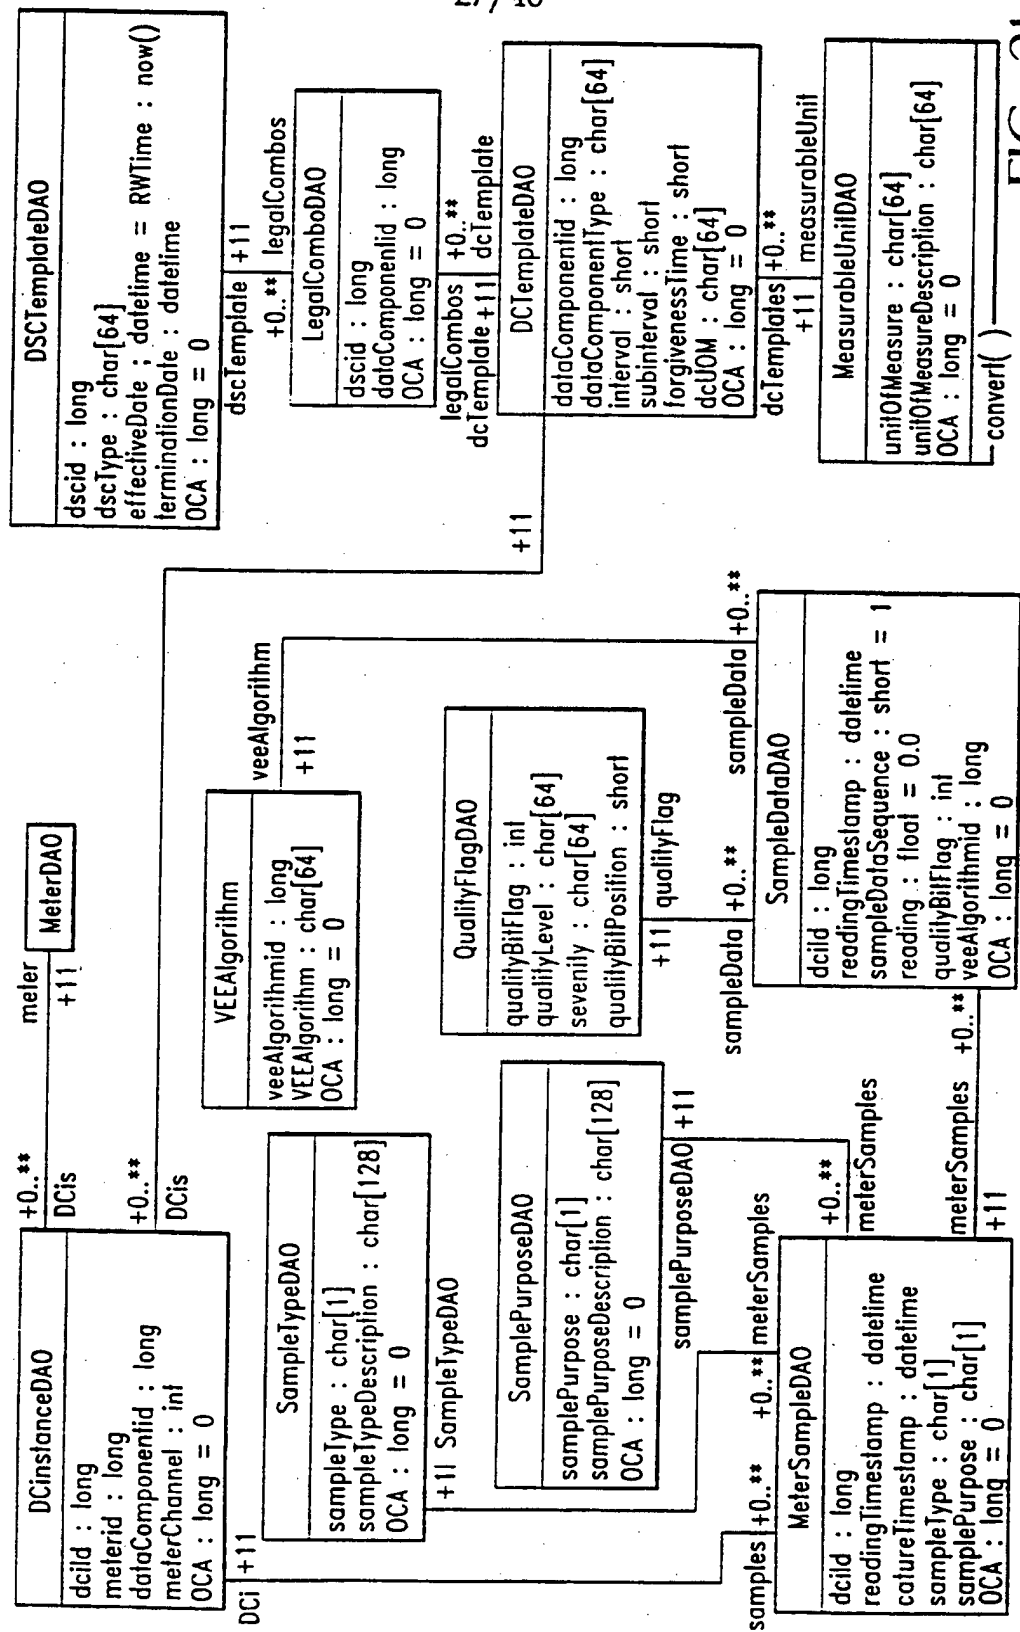 27/40
DCinstanceDAO
dcild : long
meterid : long
dataComponentid : long
meterChannel : int
OCA : long = 0
+0..**
DCis
meter
+11
MeterDAO
+0..**
DCis
+11
DCi
+11
SampleTypeDAO
sampleType : char[1]
sampleTypeDescription : char[128]
OCA : long = 0
+11 SampleTypeDAO
VEEAlgorithm
veeAlgorithmid : long
VEEAlgorithm : char[64]
OCA : long = 0
veeAlgorithm
+11
DSCTemplateDAO
dscid : long
dscType : char[64]
effectiveDate ; datetime = RWTime : now()
terminationDate : datetime
OCA : long = 0
dscTemplate
+11
+0..**
legalCombos
LegalComboDAO
dscid : long
dataComponentid : long
OCA : long = 0
legalCombos
+0..**
dcTemplate
+11
dcTemplate
SamplePurposeDAO
samplePurpose : char[1]
samplePurposeDescription : char[128]
OCA : long = 0
samplePurposeDAO
+11
QualityFlagDAO
qualityBitFlag : int
qualityLevel : char[64]
sevenity : char[64]
qualityBitPosition : short
+11
qualityFlag
DCTemplateDAO
dataComponentid : long
dataComponentType : char[64]
interval : short
subinterval : short
forgivenessTime : short
dcUOM : char[64]
OCA : long = 0
dcTemplates
+0..**
+11
measurableUnit
samples
+0..**
+0..**
meterSamples
+0..**
meterSamples
MeterSampleDAO
dcild : long
readingTimestamp : datetime
catureTimestamp : datetime
sampleType : char[1]
samplePurpose : char[1]
OCA : long = 0
meterSamples
+11
+0..**
sampleData
+0..**
sampleData
+0..**
SampleDataDAO
dcild : long
readingTimestamp : datetime
sampleDataSequence : short = 1
reading : float = 0.0
qualityBitFlag : int
veeAlgorithmid : long
OCA : long = 0
MeasurableUnitDAO
unitOfMeasure : char[64]
unitOfMeasureDescription : char[64]
OCA : long = 0
convert( )